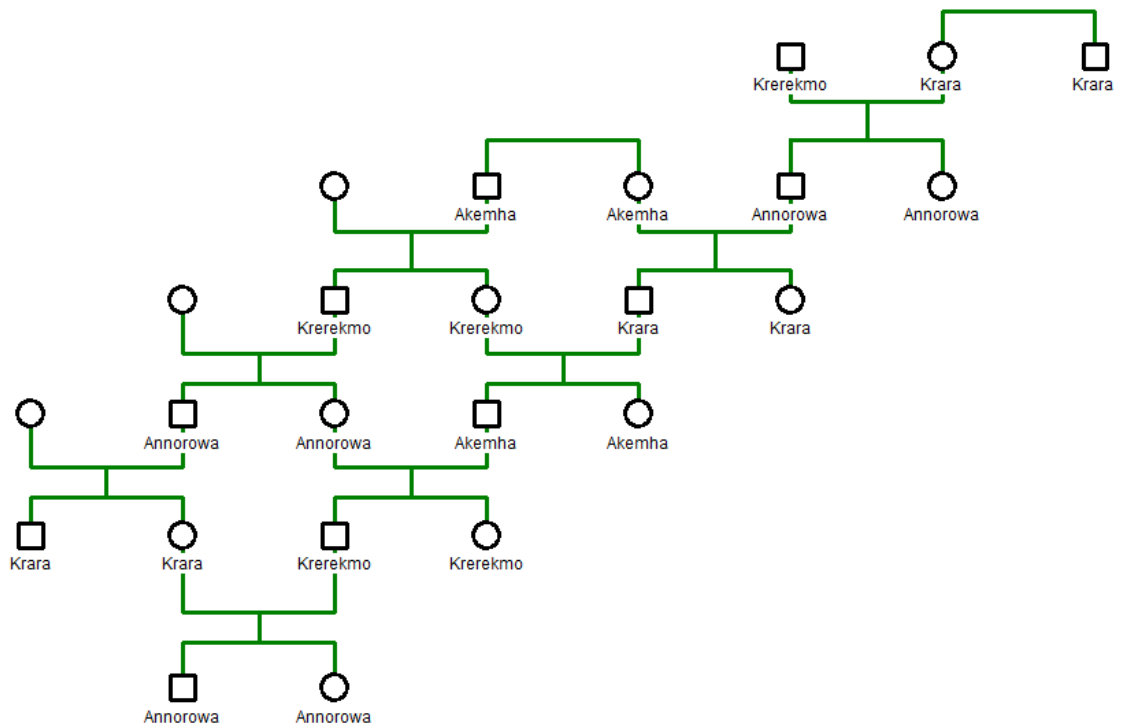 Krerekmo Krara Krara
Akemha Akemha Annorowa Annorowa
Krerekmo Krerekmo Krara Krara
Annorowa Annorowa Akemha Akemha
Krara Krara Krerekmo Krerekmo
Annorowa Annorowa